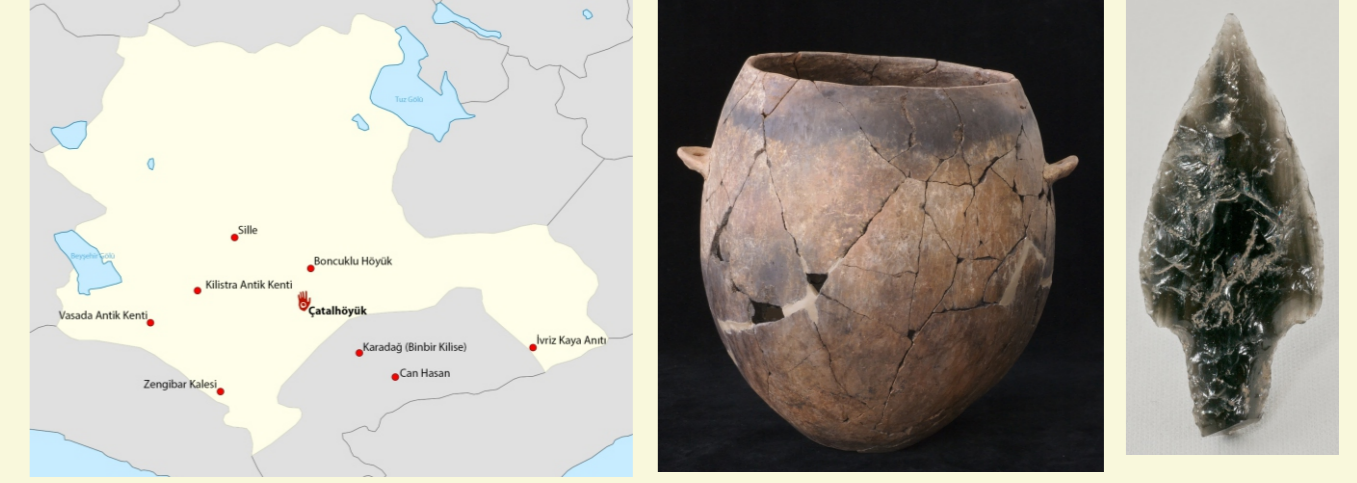 Tuz Gölü
Sille
Beyşehir Gölü
Boncuklu Höyük
Kilistra Antik Kenti
Çatalhöyük
Vasada Antik Kenti
İvriz Kaya Anıtı
Karadağ (Binbir Kilise)
Can Hasan
Zengibar Kalesi